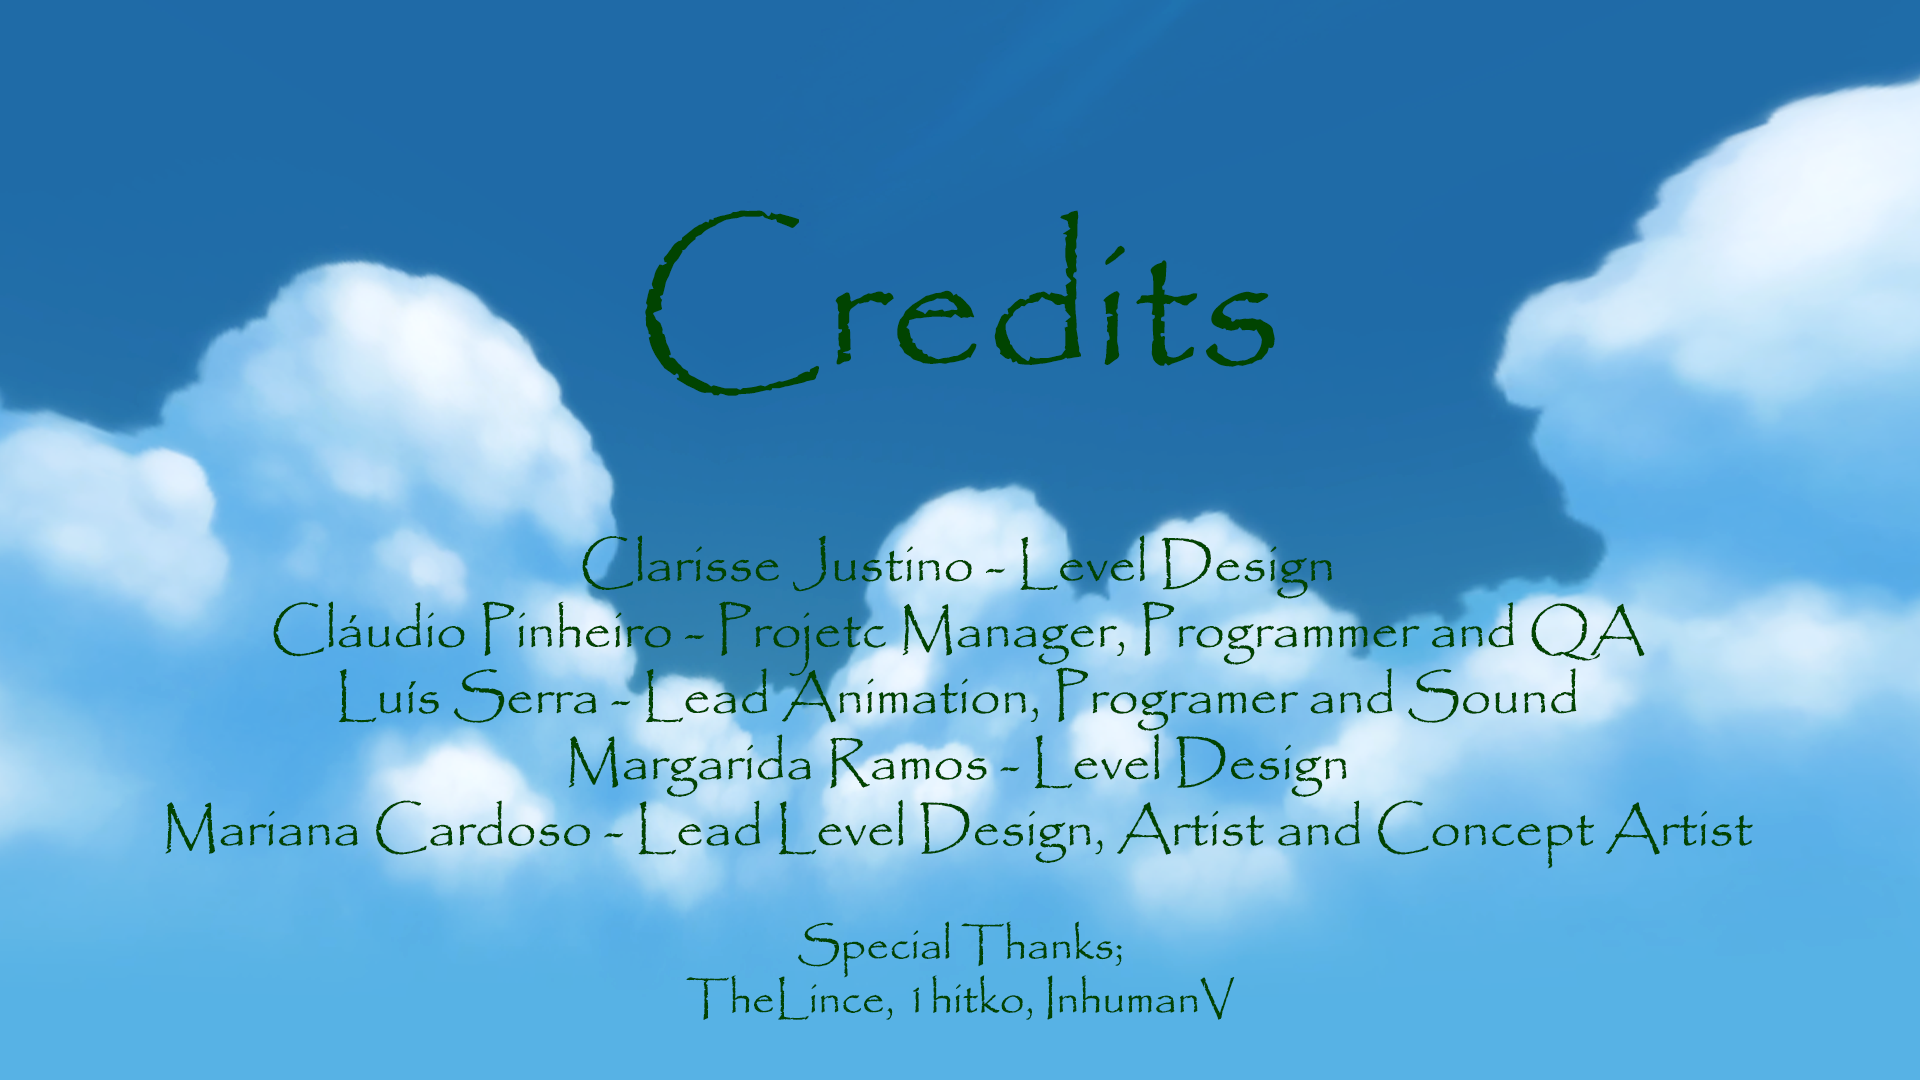 Credits
Clarisse Justino - Level Design
Cláudio Pinheiro - Projetc Manager, Programmer and QA
Luís Serra - Lead Animation, Programer and Sound
Margarida Ramos - Level Design
Mariana Cardoso - Lead Level Design, Artist and Concept Artist
Special Thanks;
TheLince, 1hitko, InhumanV